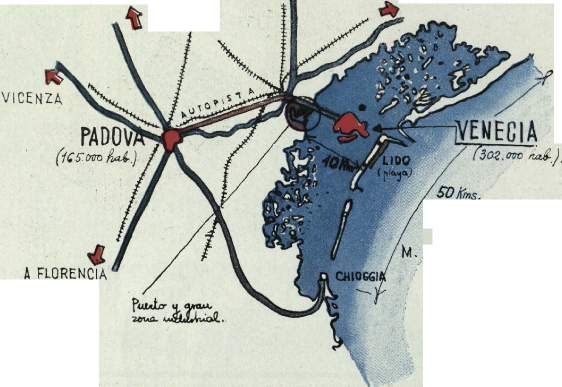 AUTOPISTA
VICENZA
PADOVA
(165.000 hab.)
VENECIA
(302.000 hab.)
10 Km.
LIDO
(playa)
50 Kms.
M.
A FLORENCIA
CHIOGGIA
Puerto y gran
zona industrial.